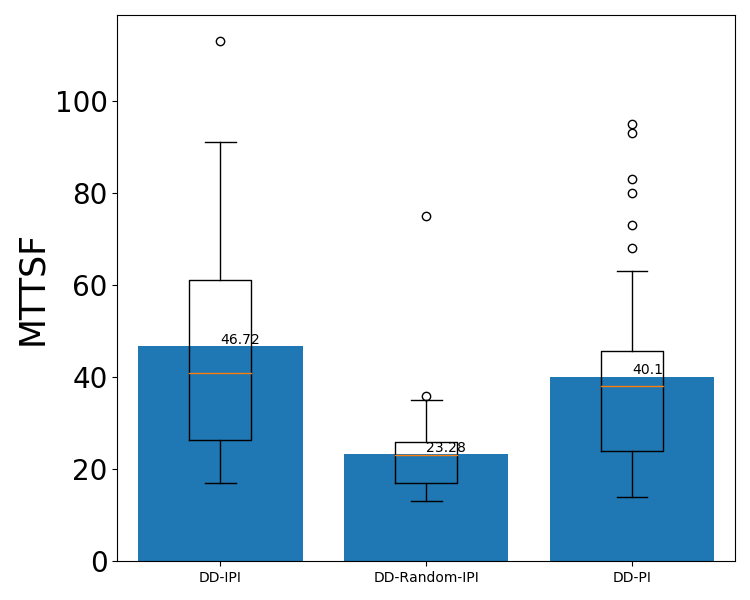 MTTSF
100
80
60
40
20
0
46.72
23.28
40.1
DD-IPI
DD-Random-IPI
DD-PI